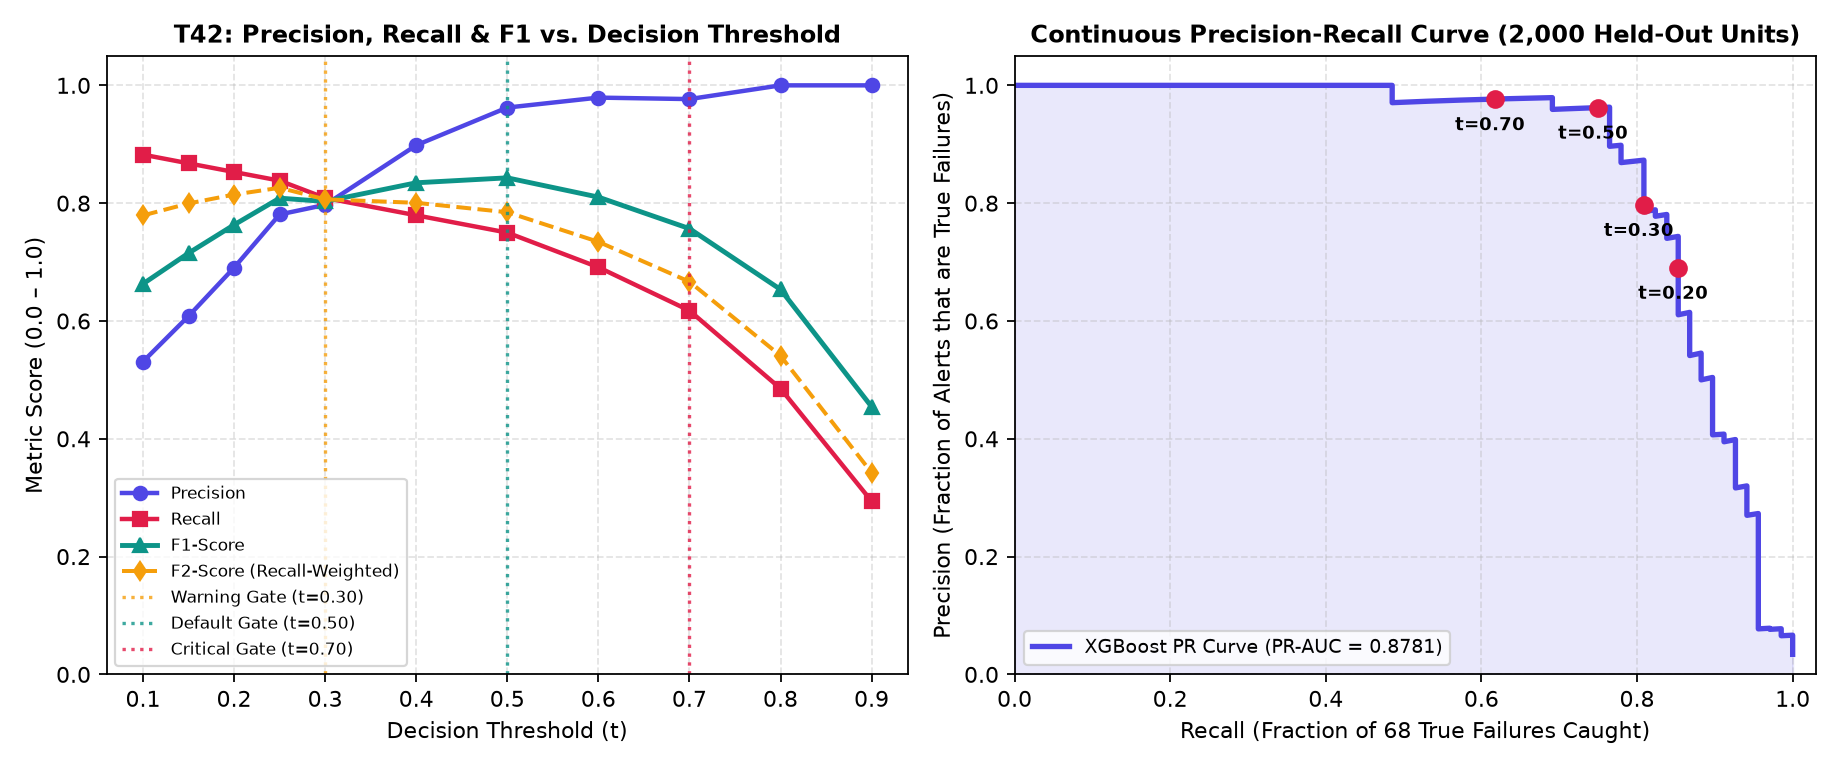 T42: Precision, Recall & F1 vs. Decision Threshold
Metric Score (0.0 – 1.0)
1.0
0.8
0.6
0.4
0.2
0.0
Precision
Recall
F1-Score
F2-Score (Recall-Weighted)
Warning Gate (t=0.30)
Default Gate (t=0.50)
Critical Gate (t=0.70)
0.1 0.2 0.3 0.4 0.5 0.6 0.7 0.8 0.9
Decision Threshold (t)
Continuous Precision-Recall Curve (2,000 Held-Out Units)
Precision (Fraction of Alerts that are True Failures)
1.0
0.8
0.6
0.4
0.2
0.0
t=0.70
t=0.50
t=0.30
t=0.20
XGBoost PR Curve (PR-AUC = 0.8781)
0.0 0.2 0.4 0.6 0.8 1.0
Recall (Fraction of 68 True Failures Caught)